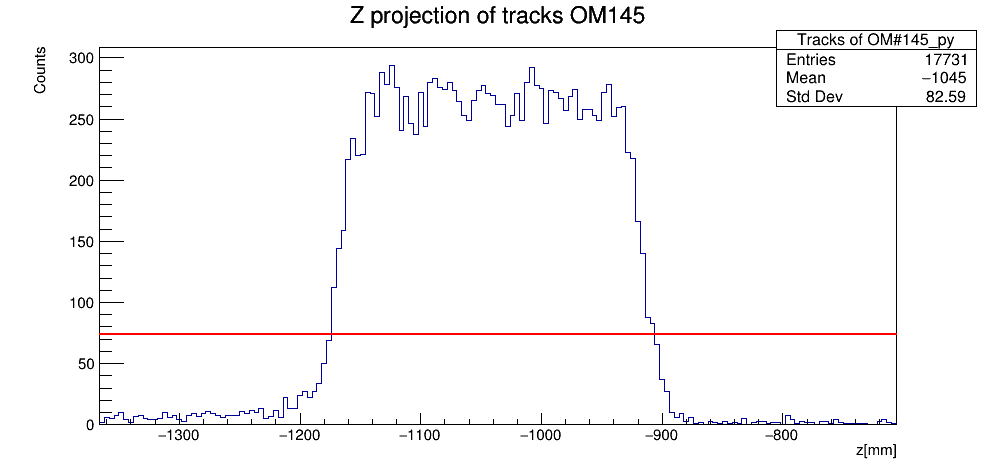 Z projection of tracks OM145
Tracks of OM#145_py
Entries 17731
Mean −1045
Std Dev 82.59
Counts
300
250
200
150
100
50
0
−1300 −1200 −1100 −1000 −900 −800
z[mm]